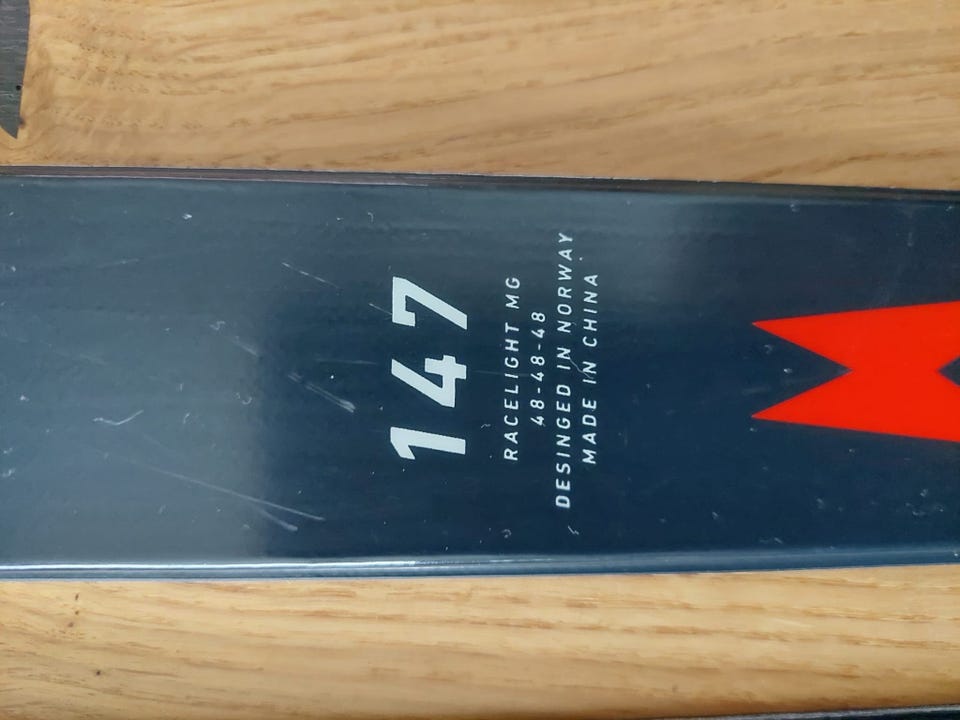 147
RACELIGHT MG
48-48-48
DESINGED IN NORWAY
MADE IN CHINA